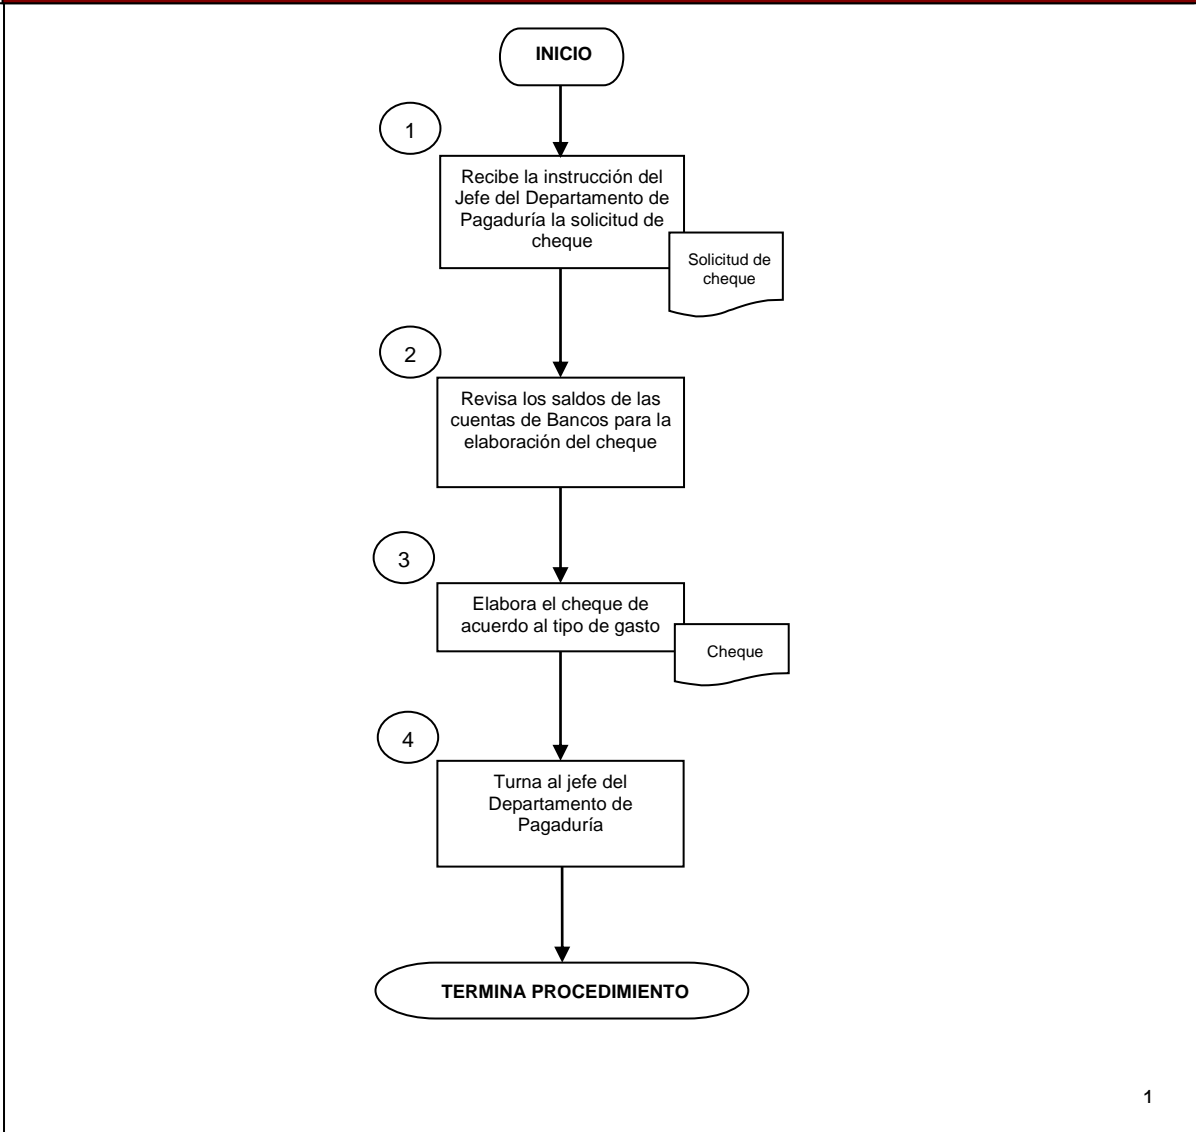 INICIO
1
Recibe la instrucción del
Jefe del Departamento de
Pagaduría la solicitud de
cheque
Solicitud de
cheque
2
Revisa los saldos de las
cuentas de Bancos para la
elaboración del cheque
3
Elabora el cheque de
acuerdo al tipo de gasto
Cheque
4
Turna al jefe del
Departamento de
Pagaduría
TERMINA PROCEDIMIENTO
1